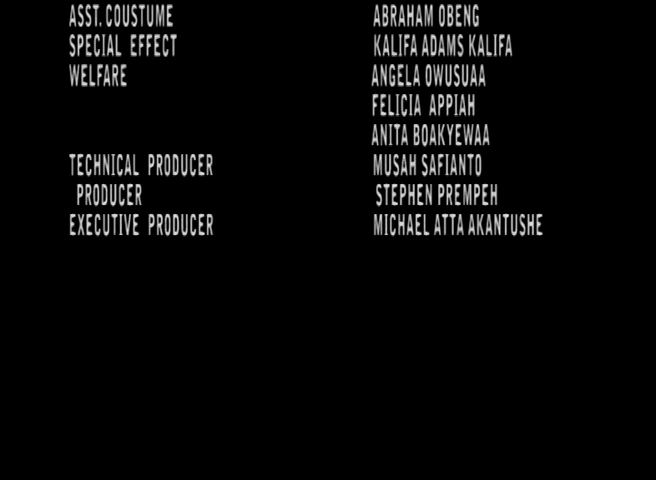 ASST. COUSTUME ABRAHAM OBENG
SPECIAL EFFECT KALIFA ADAMS KALIFA
WELFARE ANGELA OWUSUAA
FELICIA APPIAH
ANITA BOAKYEWAA
TECHNICAL PRODUCER MUSAH SAFIANTO
PRODUCER STEPHEN PREMPEH
EXECUTIVE PRODUCER MICHAEL ATTA AKANTUSHE